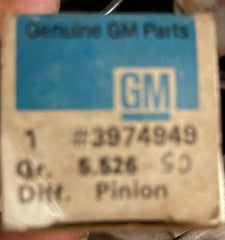 Genuine GM Parts
GM
1 #3974949
Gr. 5.526
Diff. Pinion